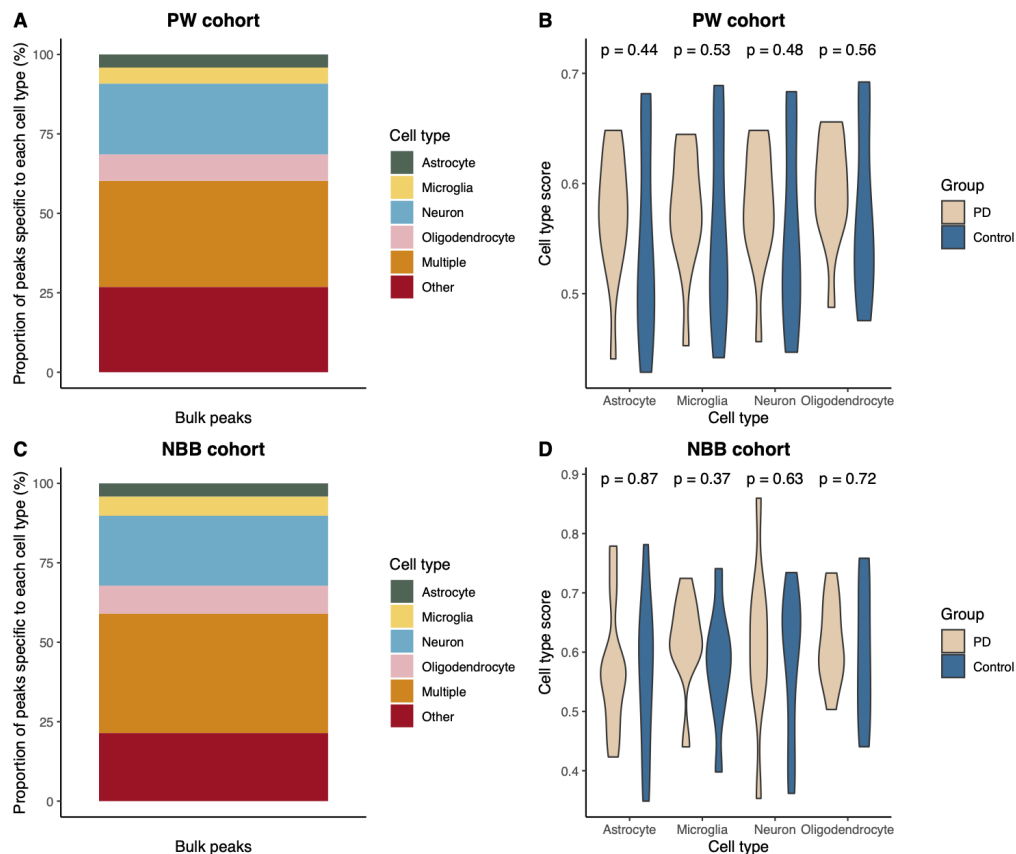 A
PW cohort
Proportion of peaks specific to each cell type (%)
100
75
50
25
0
Bulk peaks
Cell type
Astrocyte
Microglia
Neuron
Oligodendrocyte
Multiple
Other
B
PW cohort
p = 0.44 p = 0.53 p = 0.48 p = 0.56
Cell type score
0.7
0.6
0.5
Astrocyte Microglia Neuron Oligodendrocyte
Cell type
Group
PD
Control
C
NBB cohort
Proportion of peaks specific to each cell type (%)
100
75
50
25
0
Bulk peaks
Cell type
Astrocyte
Microglia
Neuron
Oligodendrocyte
Multiple
Other
D
NBB cohort
p = 0.87 p = 0.37 p = 0.63 p = 0.72
Cell type score
0.9
0.8
0.7
0.6
0.5
0.4
Astrocyte Microglia Neuron Oligodendrocyte
Cell type
Group
PD
Control